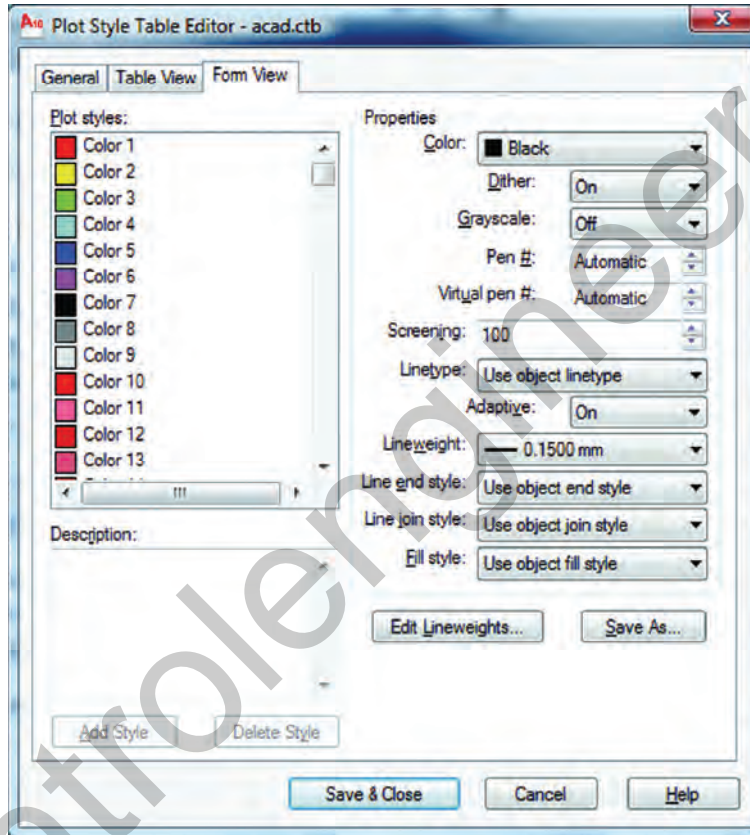 A10 Plot Style Table Editor - acad.ctb
General Table View Form View
Plot styles:
Color 1
Color 2
Color 3
Color 4
Color 5
Color 6
Color 7
Color 8
Color 9
Color 10
Color 11
Color 12
Color 13
Description:
Add Style Delete Style
Properties
Color: Black
Dither: On
Grayscale: Off
Pen #: Automatic
Virtual pen #: Automatic
Screening: 100
Linetype: Use object linetype
Adaptive: On
Lineweight: 0.1500 mm
Line end style: Use object end style
Line join style: Use object join style
Fill style: Use object fill style
Edit Lineweights... Save As...
Save & Close Cancel Help
ntrolengineer